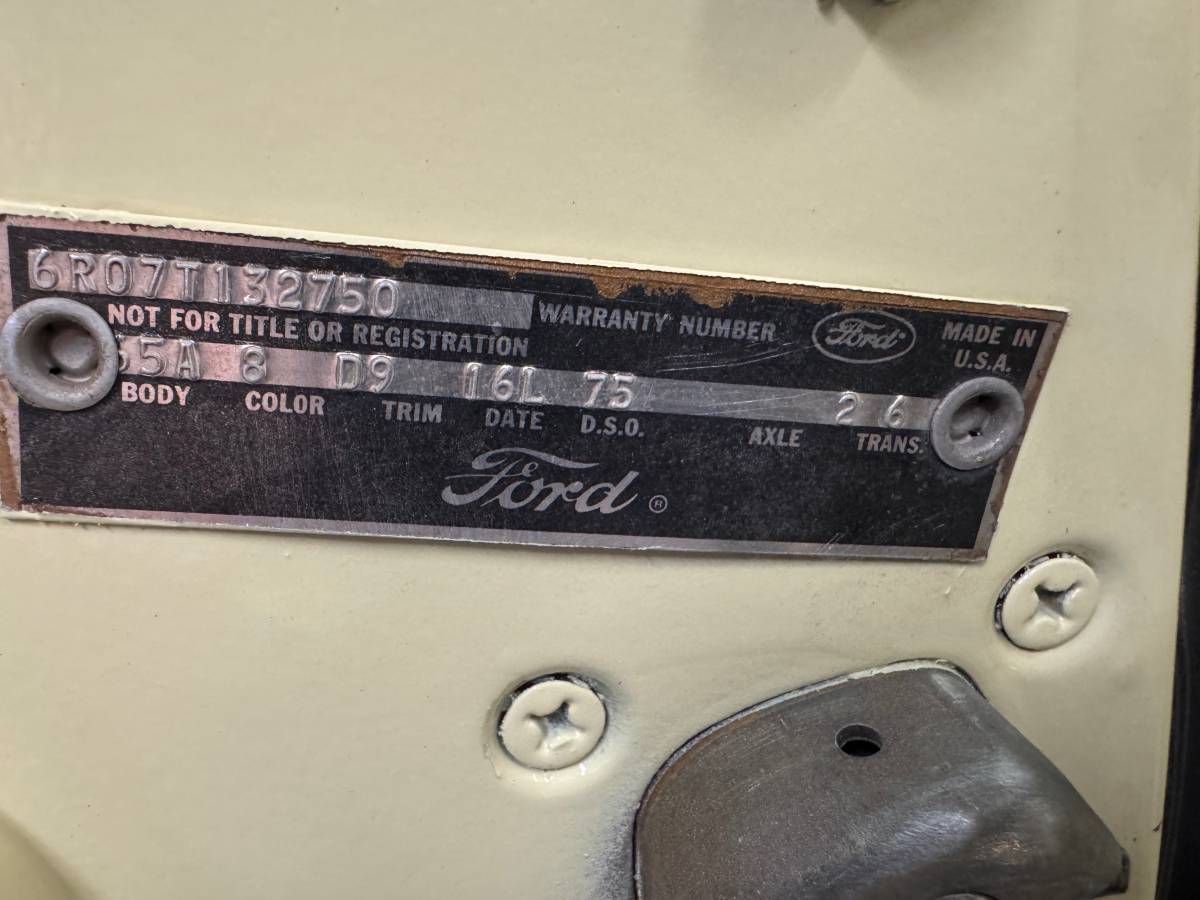 6R07T132750
WARRANTY NUMBER
Ford
MADE IN U.S.A.
NOT FOR TITLE OR REGISTRATION
65A 8 D9 16L 75 2 6
BODY COLOR TRIM DATE D.S.O. AXLE TRANS.
Ford ®